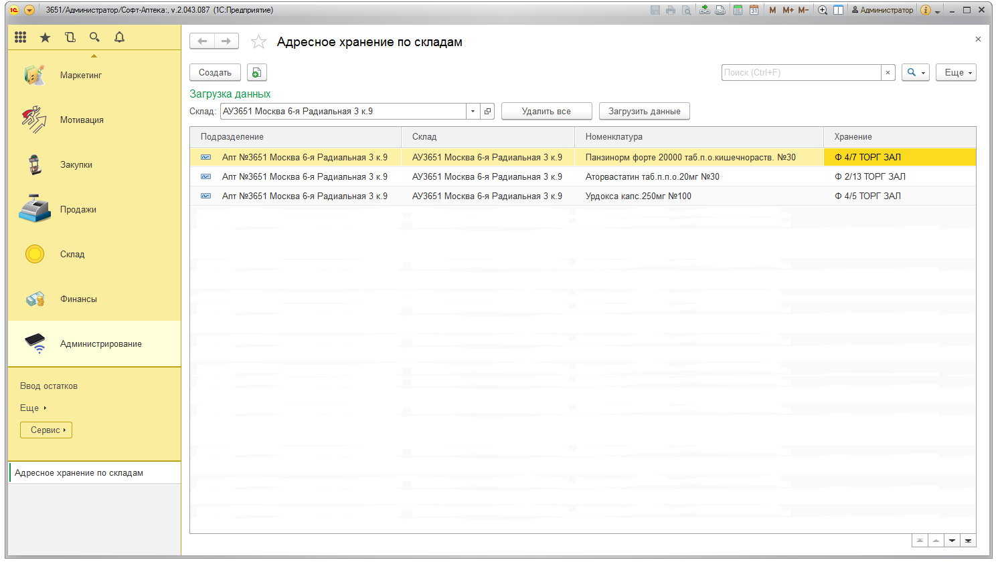 3651/Администратор/Софт-Аптека:, v.2.043.087 (1С:Предприятие)
31 M M+ M- Администратор
Адресное хранение по складам
Маркетинг
Мотивация
Закупки
Продажи
Склад
Финансы
Администрирование
Ввод остатков
Еще
Сервис
Адресное хранение по складам
Создать
Поиск (Ctrl+F)
Еще
Загрузка данных
Склад: АУ3651 Москва 6-я Радиальная 3 к.9 Удалить все Загрузить данные
Подразделение Склад Номенклатура Хранение
Апт №3651 Москва 6-я Радиальная 3 к.9 АУ3651 Москва 6-я Радиальная 3 к.9 Панзинорм форте 20000 таб.п.о.кишечнораств. №30 Ф 4/7 ТОРГ ЗАЛ
Апт №3651 Москва 6-я Радиальная 3 к.9 АУ3651 Москва 6-я Радиальная 3 к.9 Аторвастатин таб.п.п.о.20мг №30 Ф 2/13 ТОРГ ЗАЛ
Апт №3651 Москва 6-я Радиальная 3 к.9 АУ3651 Москва 6-я Радиальная 3 к.9 Урдокса капс.250мг №100 Ф 4/5 ТОРГ ЗАЛ